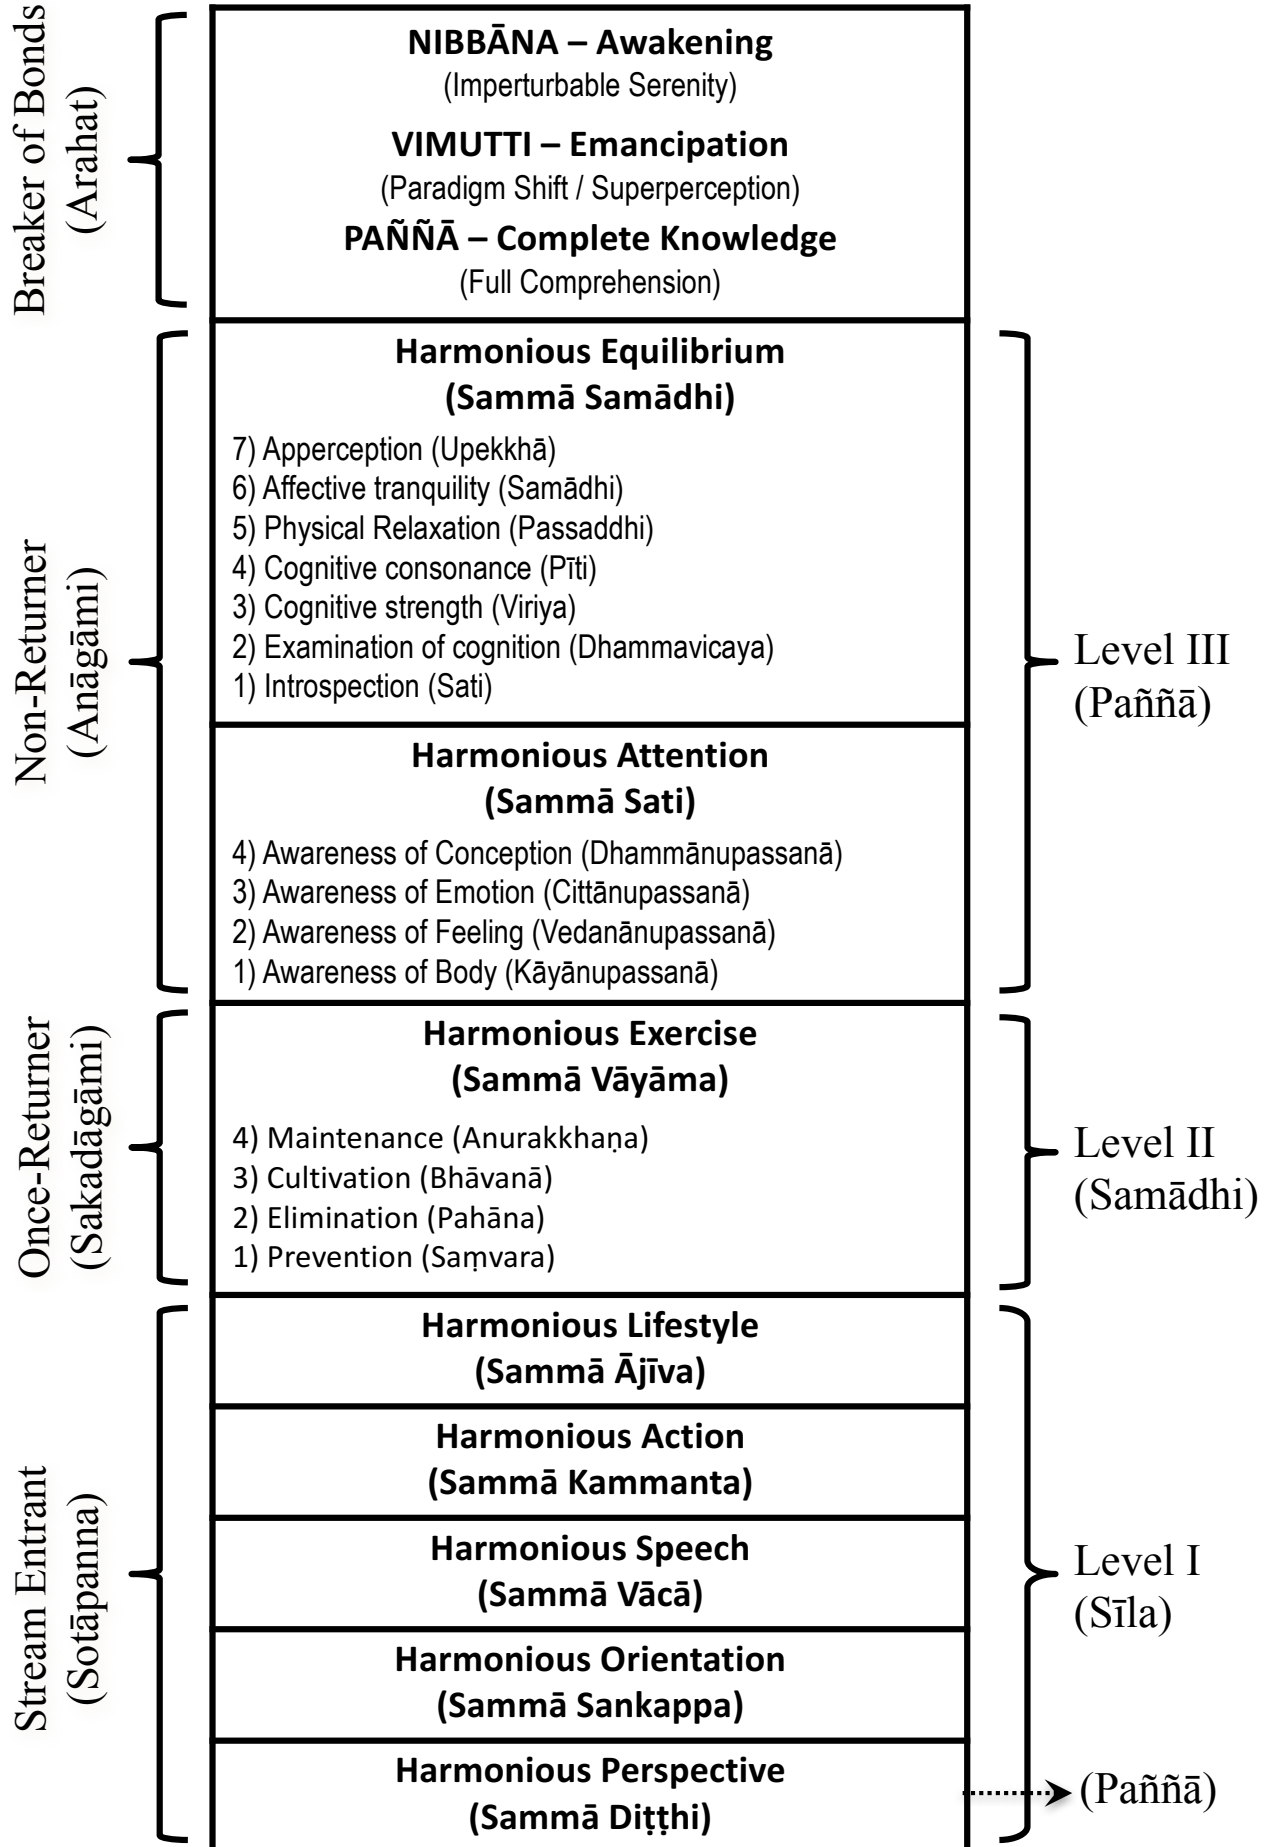 Breaker of Bonds
(Arahat)
NIBBĀNA – Awakening
(Imperturbable Serenity)
VIMUTTI – Emancipation
(Paradigm Shift / Superperception)
PAÑÑĀ – Complete Knowledge
(Full Comprehension)
Non-Returner
(Anāgāmi)
Harmonious Equilibrium
(Sammā Samādhi)
7) Apperception (Upekkhā)
6) Affective tranquility (Samādhi)
5) Physical Relaxation (Passaddhi)
4) Cognitive consonance (Pīti)
3) Cognitive strength (Viriya)
2) Examination of cognition (Dhammavicaya)
1) Introspection (Sati)
Harmonious Attention
(Sammā Sati)
4) Awareness of Conception (Dhammānupassanā)
3) Awareness of Emotion (Cittānupassanā)
2) Awareness of Feeling (Vedanānupassanā)
1) Awareness of Body (Kāyānupassanā)
Level III
(Paññā)
Once-Returner
(Sakadāgāmi)
Harmonious Exercise
(Sammā Vāyāma)
4) Maintenance (Anurakkhaṇa)
3) Cultivation (Bhāvanā)
2) Elimination (Pahāna)
1) Prevention (Saṃvara)
Level II
(Samādhi)
Stream Entrant
(Sotāpanna)
Harmonious Lifestyle
(Sammā Ājīva)
Harmonious Action
(Sammā Kammanta)
Harmonious Speech
(Sammā Vācā)
Harmonious Orientation
(Sammā Sankappa)
Harmonious Perspective
(Sammā Diṭṭhi)
Level I
(Sīla)
(Paññā)